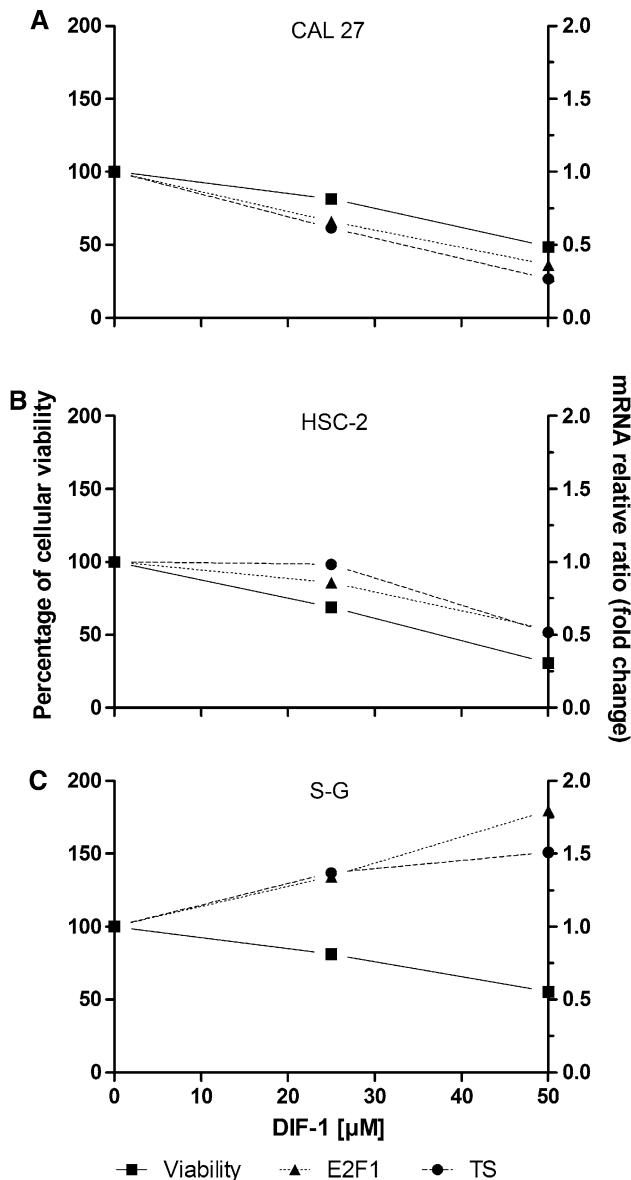 A
CAL 27
200
150
100
50
0
2.0
1.5
1.0
0.5
0.0
B
HSC-2
200
150
100
50
0
2.0
1.5
1.0
0.5
0.0
Percentage of cellular viability
mRNA relative ratio (fold change)
C
S-G
200
150
100
50
0
2.0
1.5
1.0
0.5
0.0
0 10 20 30 40 50
DIF-1 [µM]
Viability E2F1 TS